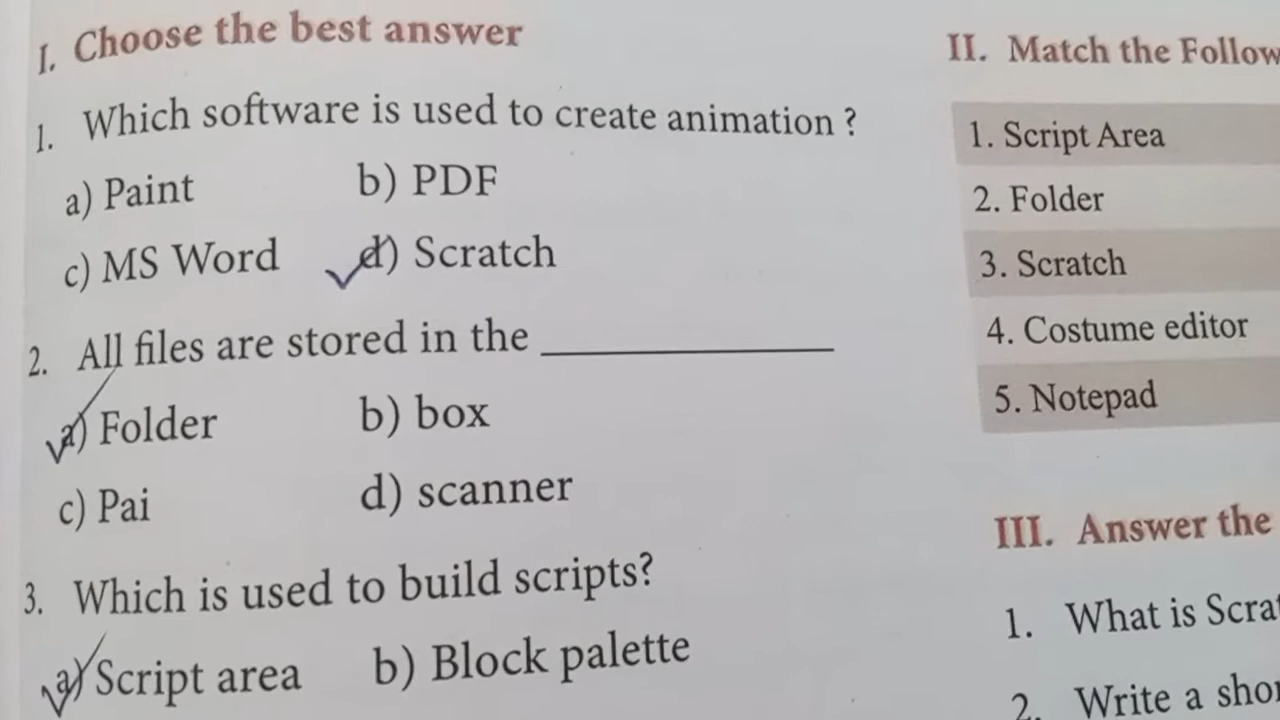 I. Choose the best answer
1. Which software is used to create animation ?
a) Paint b) PDF
c) MS Word d) Scratch
2. All files are stored in the ____________
a) Folder b) box
c) Pai d) scanner
3. Which is used to build scripts?
a) Script area b) Block palette
II. Match the Follow
1. Script Area
2. Folder
3. Scratch
4. Costume editor
5. Notepad
III. Answer the
1. What is Scrat
2. Write a shor